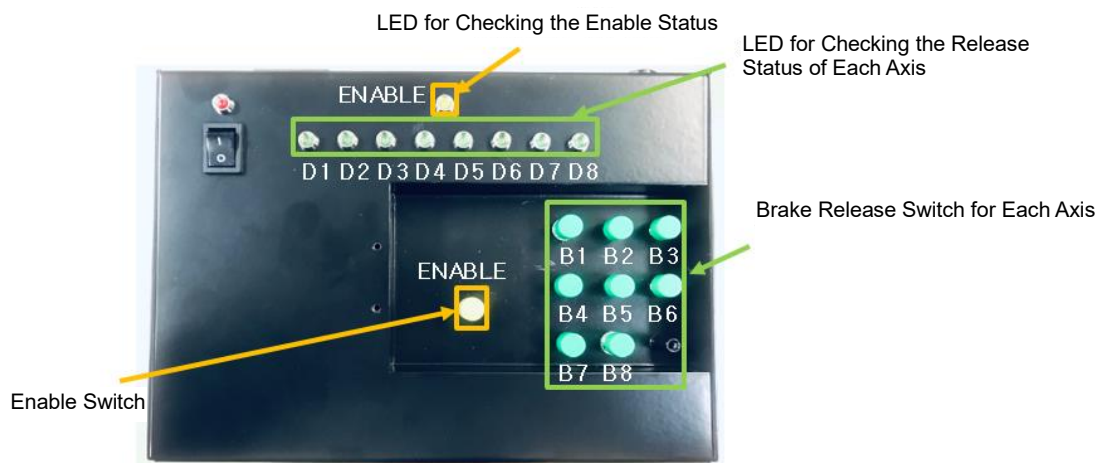 LED for Checking the Enable Status
LED for Checking the Release
Status of Each Axis
ENABLE
D1 D2 D3 D4 D5 D6 D7 D8
Brake Release Switch for Each Axis
B1 B2 B3
ENABLE
B4 B5 B6
B7 B8
Enable Switch